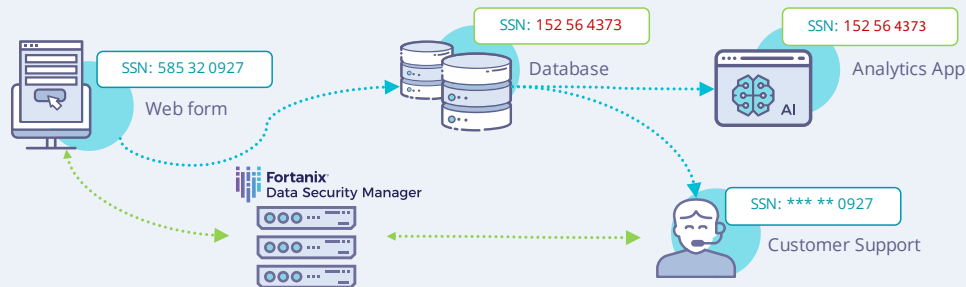 SSN: 152 56 4373
SSN: 152 56 4373
SSN: 585 32 0927
Database
Analytics App
Web form
AI
Fortanix®
Data Security Manager
SSN: *** ** 0927
Customer Support